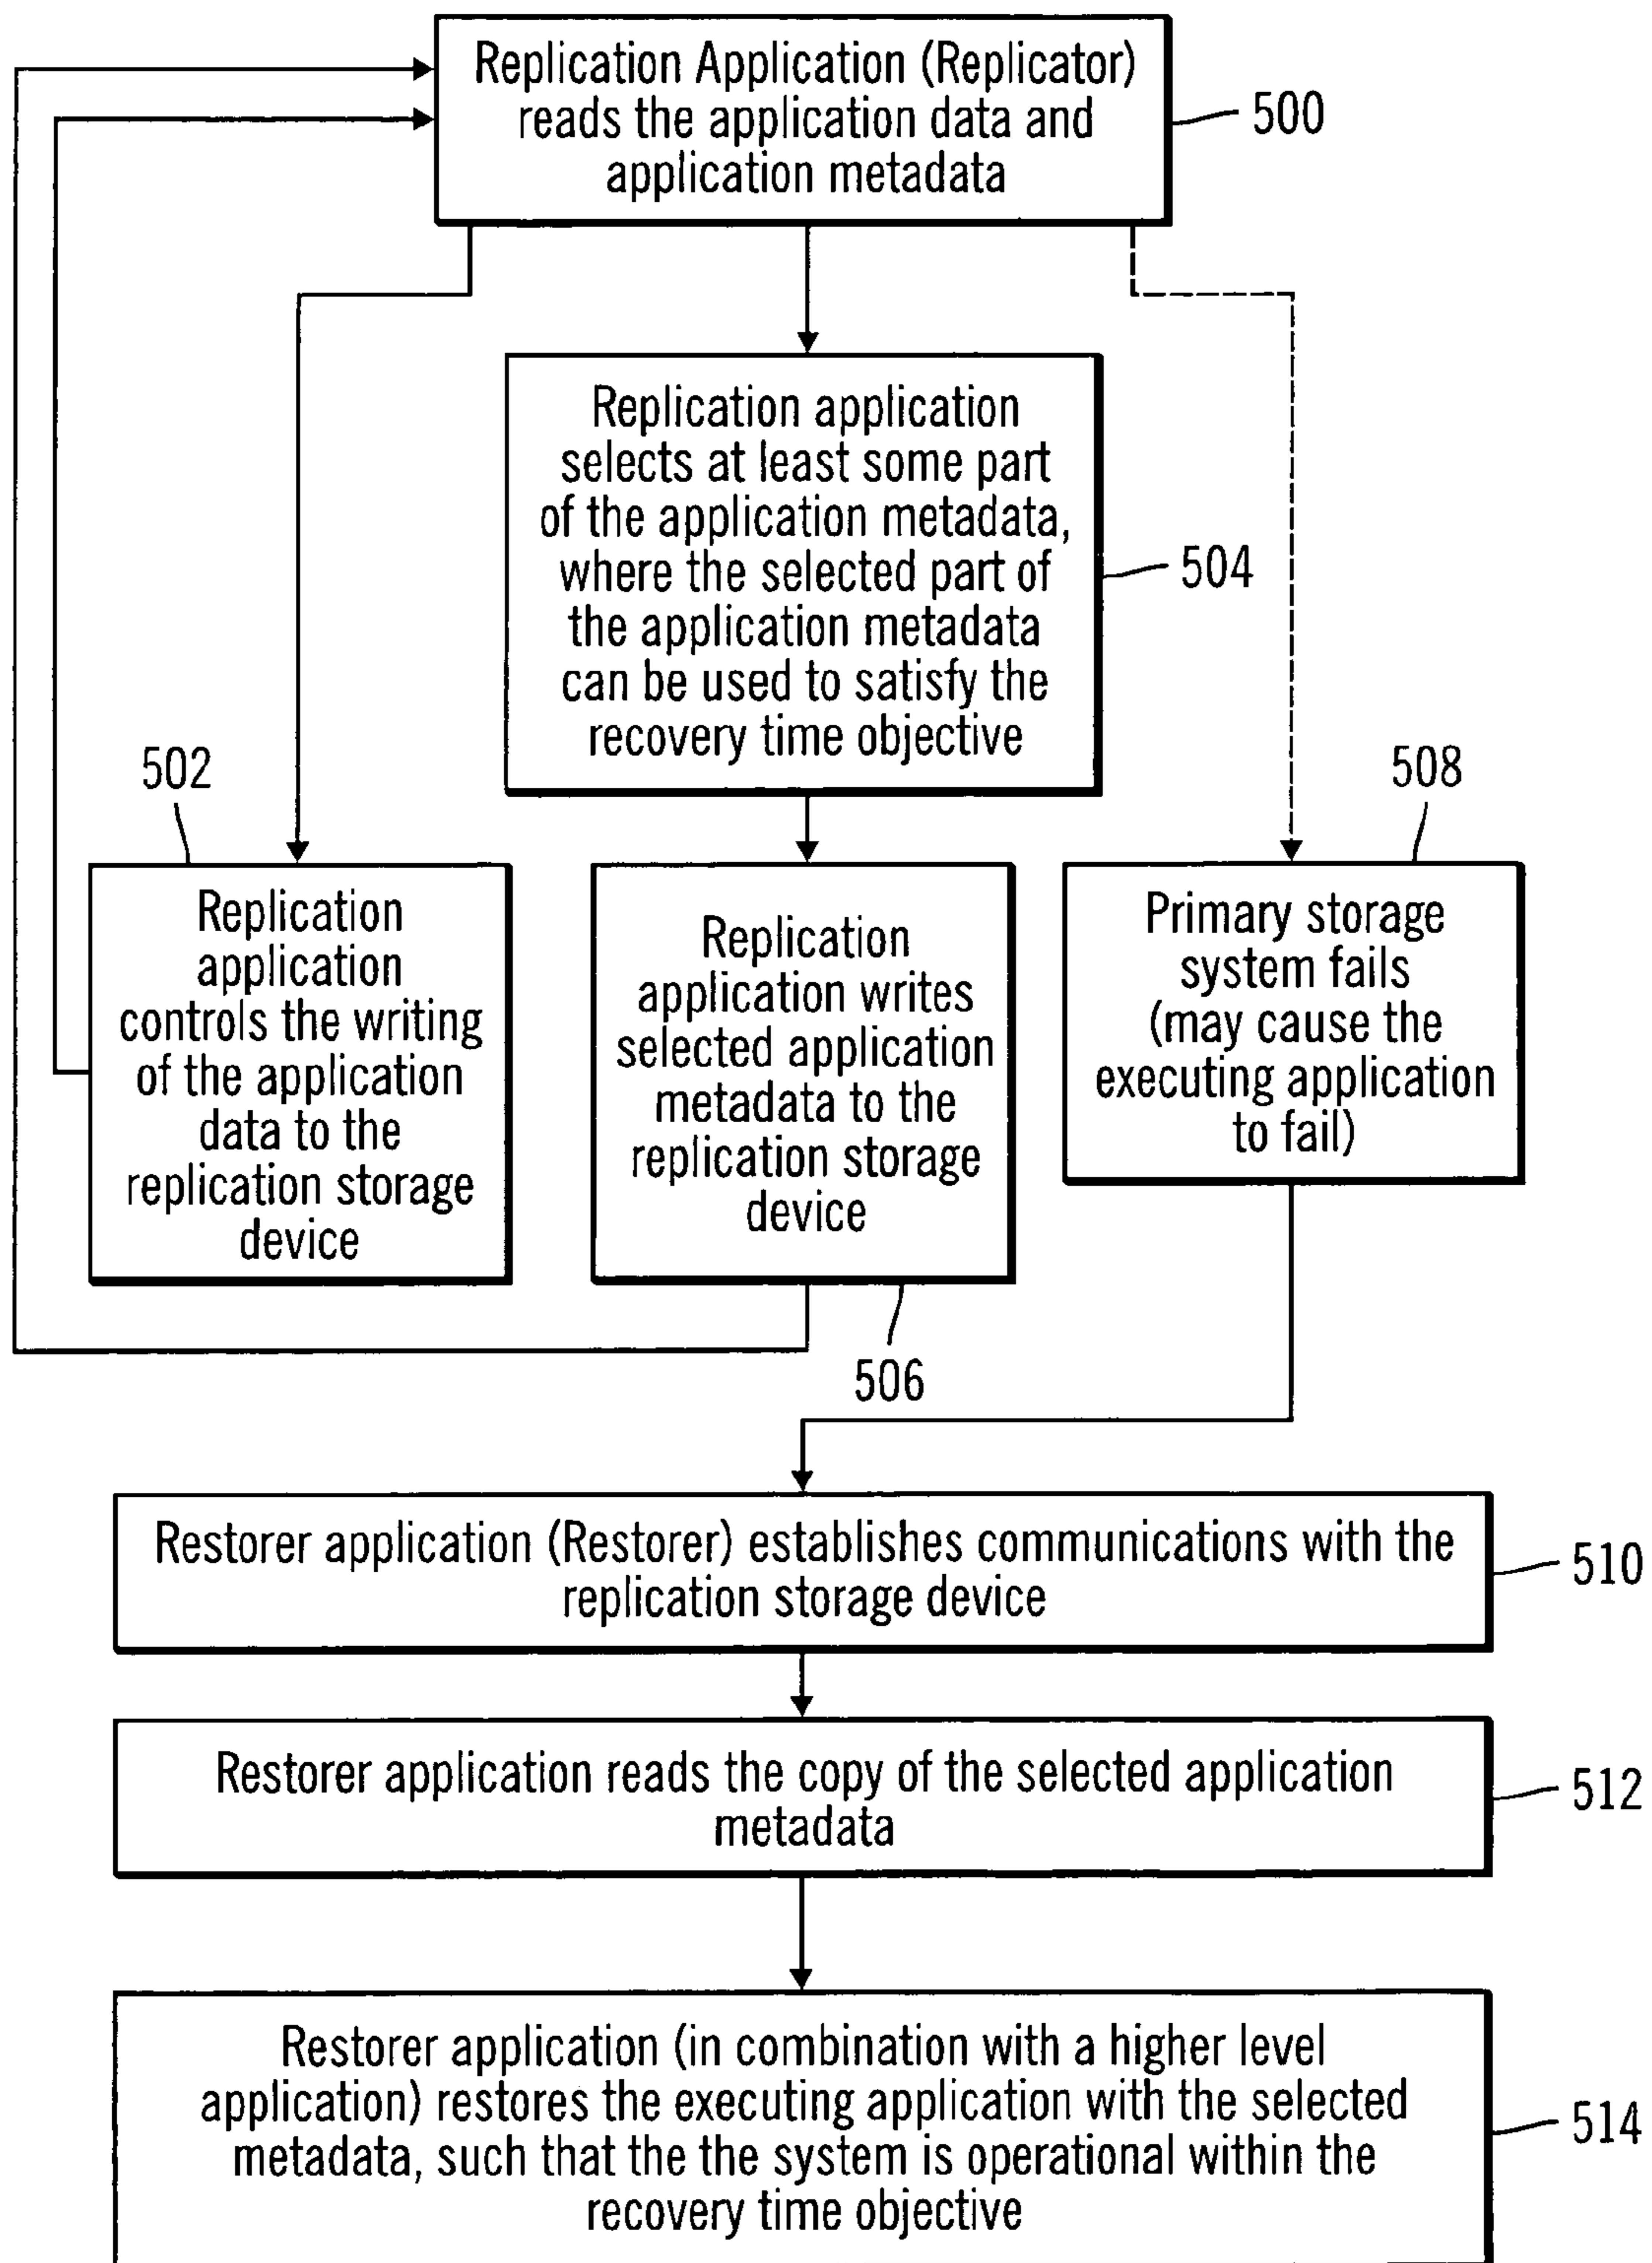 Replication Application (Replicator)
reads the application data and
application metadata
500
Replication application
selects at least some part
of the application metadata,
where the selected part of
the application metadata
can be used to satisfy the
recovery time objective
504
502
Replication
application
controls the writing
of the application
data to the
replication storage
device
Replication
application writes
selected application
metadata to the
replication storage
device
506
508
Primary storage
system fails
(may cause the
executing application
to fail)
Restorer application (Restorer) establishes communications with the
replication storage device
510
Restorer application reads the copy of the selected application
metadata
512
Restorer application (in combination with a higher level
application) restores the executing application with the selected
metadata, such that the the system is operational within the
recovery time objective
514